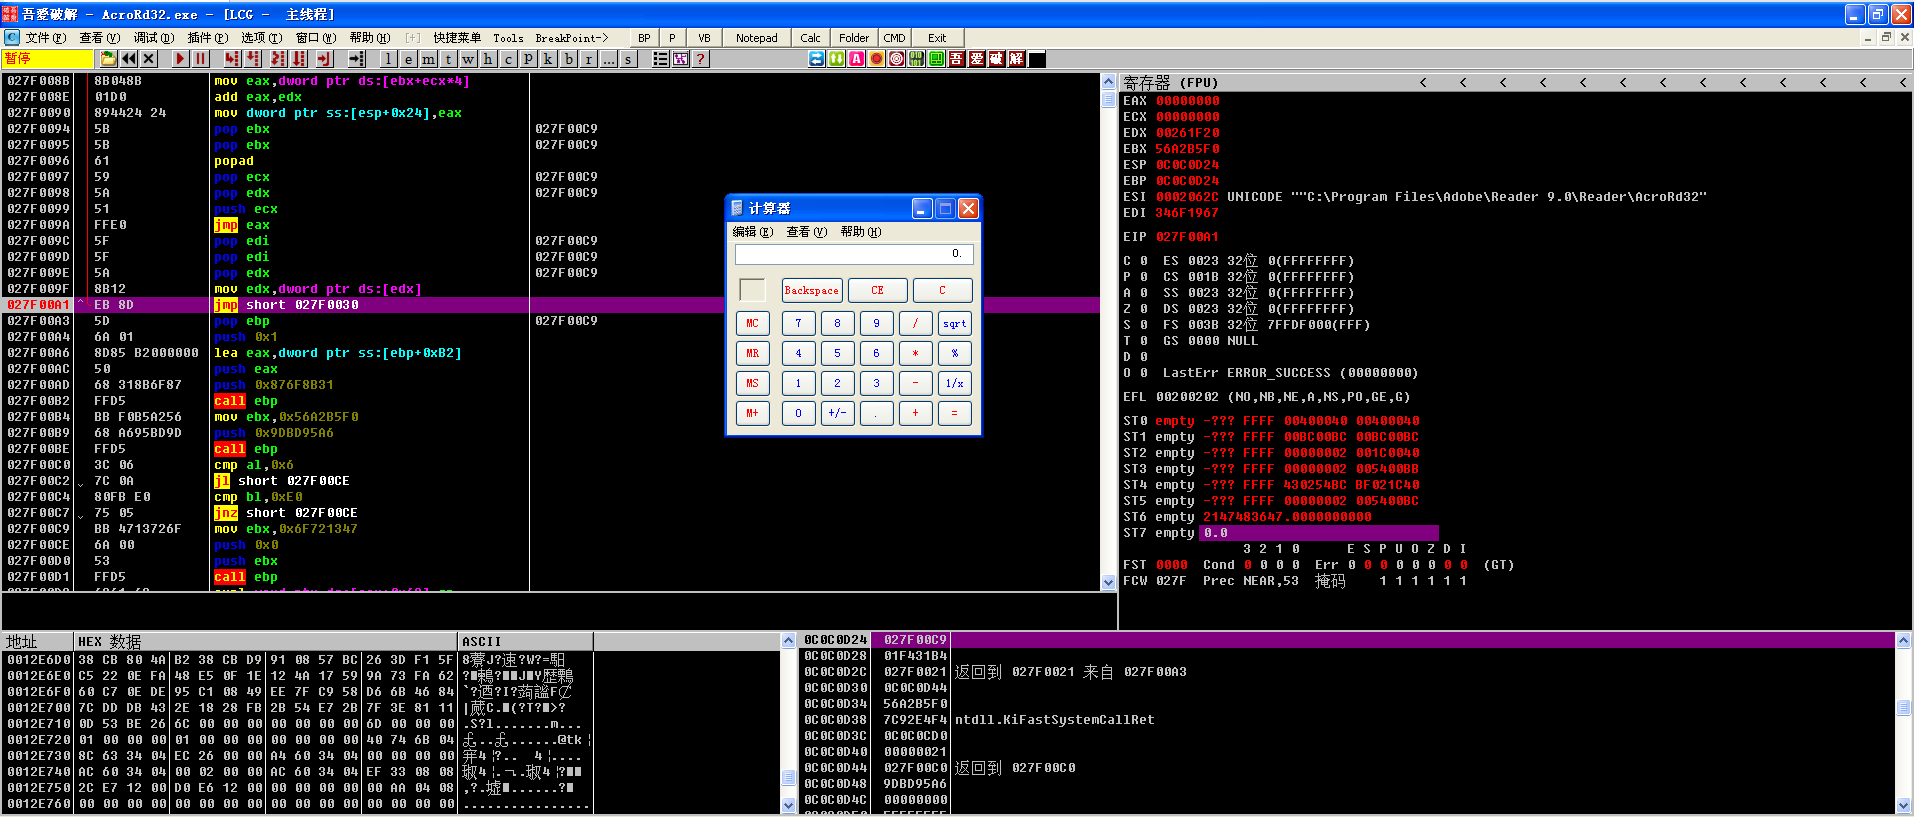 吾愛破解 - AcroRd32.exe - [LCG -  主线程]
文件(F) 查看(V) 调试(D) 插件(P) 选项(T) 窗口(W) 帮助(H) [+] 快捷菜单 Tools BreakPoint-> BP P VB Notepad Calc Folder CMD Exit
暂停 l e m t w h c p k b r ... s ? A 吾 爱 破 解
027F008B 8B048B mov eax,dword ptr ds:[ebx+ecx*4]
027F008E 01D0 add eax,edx
027F0090 894424 24 mov dword ptr ss:[esp+0x24],eax
027F0094 5B pop ebx 027F00C9
027F0095 5B pop ebx 027F00C9
027F0096 61 popad
027F0097 59 pop ecx 027F00C9
027F0098 5A pop edx 027F00C9
027F0099 51 push ecx
027F009A FFE0 jmp eax
027F009C 5F pop edi 027F00C9
027F009D 5F pop edi 027F00C9
027F009E 5A pop edx 027F00C9
027F009F 8B12 mov edx,dword ptr ds:[edx]
027F00A1 EB 8D jmp short 027F0030
027F00A3 5D pop ebp 027F00C9
027F00A4 6A 01 push 0x1
027F00A6 8D85 B2000000 lea eax,dword ptr ss:[ebp+0xB2]
027F00AC 50 push eax
027F00AD 68 318B6F87 push 0x876F8B31
027F00B2 FFD5 call ebp
027F00B4 BB F0B5A256 mov ebx,0x56A2B5F0
027F00B9 68 A695BD9D push 0x9DBD95A6
027F00BE FFD5 call ebp
027F00C0 3C 06 cmp al,0x6
027F00C2 7C 0A jl short 027F00CE
027F00C4 80FB E0 cmp bl,0xE0
027F00C7 75 05 jnz short 027F00CE
027F00C9 BB 4713726F mov ebx,0x6F721347
027F00CE 6A 00 push 0x0
027F00D0 53 push ebx
027F00D1 FFD5 call ebp
计算器
编辑(E) 查看(V) 帮助(H)
0.
Backspace CE C
MC 7 8 9 / sqrt
MR 4 5 6 * %
MS 1 2 3 - 1/x
M+ 0 +/- . + =
寄存器 (FPU) < < < < < < < < < < < < <
EAX 00000000
ECX 00000000
EDX 00261F20
EBX 56A2B5F0
ESP 0C0C0D24
EBP 0C0C0D24
ESI 0002062C UNICODE ""C:\Program Files\Adobe\Reader 9.0\Reader\AcroRd32"
EDI 346F1967
EIP 027F00A1
C 0 ES 0023 32位 0(FFFFFFFF)
P 0 CS 001B 32位 0(FFFFFFFF)
A 0 SS 0023 32位 0(FFFFFFFF)
Z 0 DS 0023 32位 0(FFFFFFFF)
S 0 FS 003B 32位 7FFDF000(FFF)
T 0 GS 0000 NULL
D 0
O 0 LastErr ERROR_SUCCESS (00000000)
EFL 00200202 (NO,NB,NE,A,NS,PO,GE,G)
ST0 empty -??? FFFF 00400040 00400040
ST1 empty -??? FFFF 00BC00BC 00BC00BC
ST2 empty -??? FFFF 00000002 001C0040
ST3 empty -??? FFFF 00000002 005400BB
ST4 empty -??? FFFF 430254BC BF021C40
ST5 empty -??? FFFF 00000002 005400BC
ST6 empty 2147483647.0000000000
ST7 empty 0.0
3 2 1 0 E S P U O Z D I
FST 0000 Cond 0 0 0 0 Err 0 0 0 0 0 0 0 0 (GT)
FCW 027F Prec NEAR,53 掩码 1 1 1 1 1 1
地址 HEX 数据 ASCII
0012E6D0 38 CB 80 4A B2 38 CB D9 91 08 57 BC 26 3D F1 5F
0012E6E0 C5 22 0E FA 48 E5 0F 1E 12 4A 17 59 9A 73 FA 62
0012E6F0 60 C7 0E DE 95 C1 08 49 EE 7F C9 58 D6 6B 46 84
0012E700 7C DD DB 43 2E 18 28 FB 2B 54 E7 2B 7F 3E 81 11
0012E710 0D 53 BE 26 6C 00 00 00 00 00 00 00 6D 00 00 00 .S?l.......m...
0012E720 01 00 00 00 01 00 00 00 00 00 00 00 40 74 6B 04
0012E730 8C 63 34 04 EC 26 00 00 A4 60 34 04 00 00 00 00
0012E740 AC 60 34 04 00 02 00 00 AC 60 34 04 EF 33 08 08
0012E750 2C E7 12 00 D0 E6 12 00 00 00 00 00 00 AA 04 08
0012E760 00 00 00 00 00 00 00 00 00 00 00 00 00 00 00 00 ................
0C0C0D24 027F00C9
0C0C0D28 01F431B4
0C0C0D2C 027F0021 返回到 027F0021 来自 027F00A3
0C0C0D30 0C0C0D44
0C0C0D34 56A2B5F0
0C0C0D38 7C92E4F4 ntdll.KiFastSystemCallRet
0C0C0D3C 0C0C0CD0
0C0C0D40 00000021
0C0C0D44 027F00C0 返回到 027F00C0
0C0C0D48 9DBD95A6
0C0C0D4C 00000000